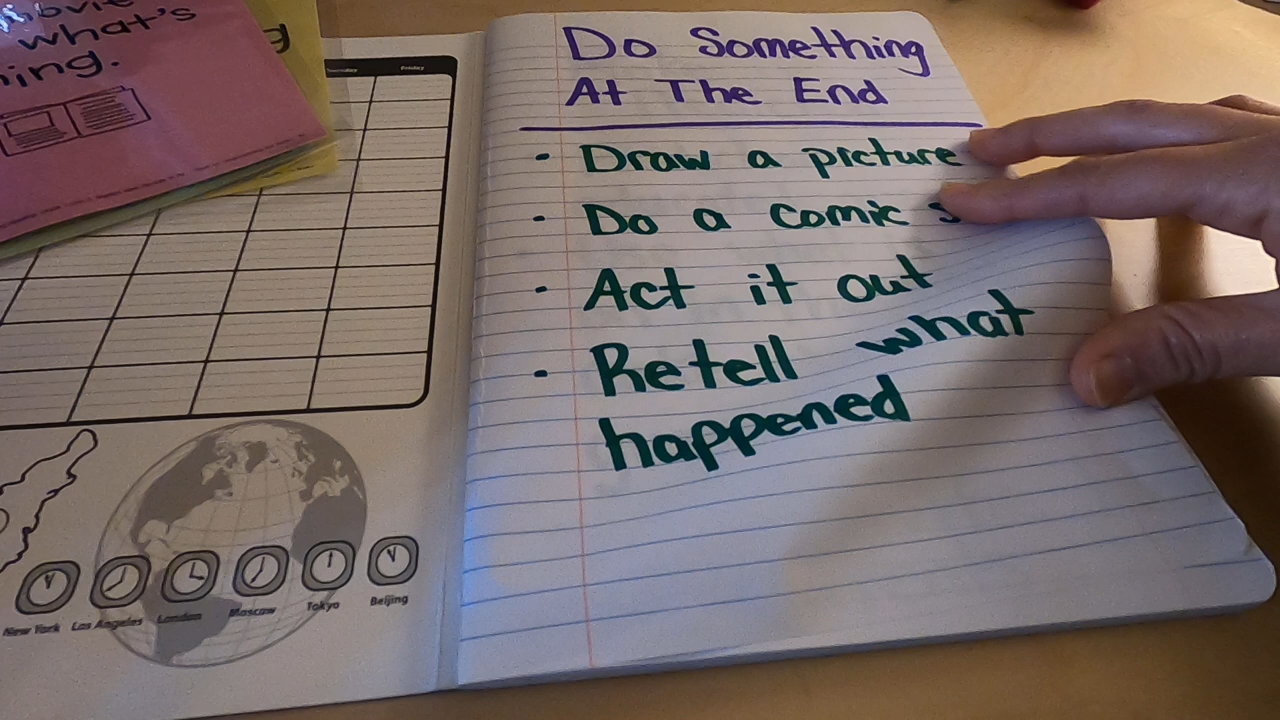 what's
ning.
Friday
Do Something
At The End
• Draw a picture
• Do a comic s
• Act it out
• Retell what
happened
New York Los Angeles London Moscow Tokyo Beijing